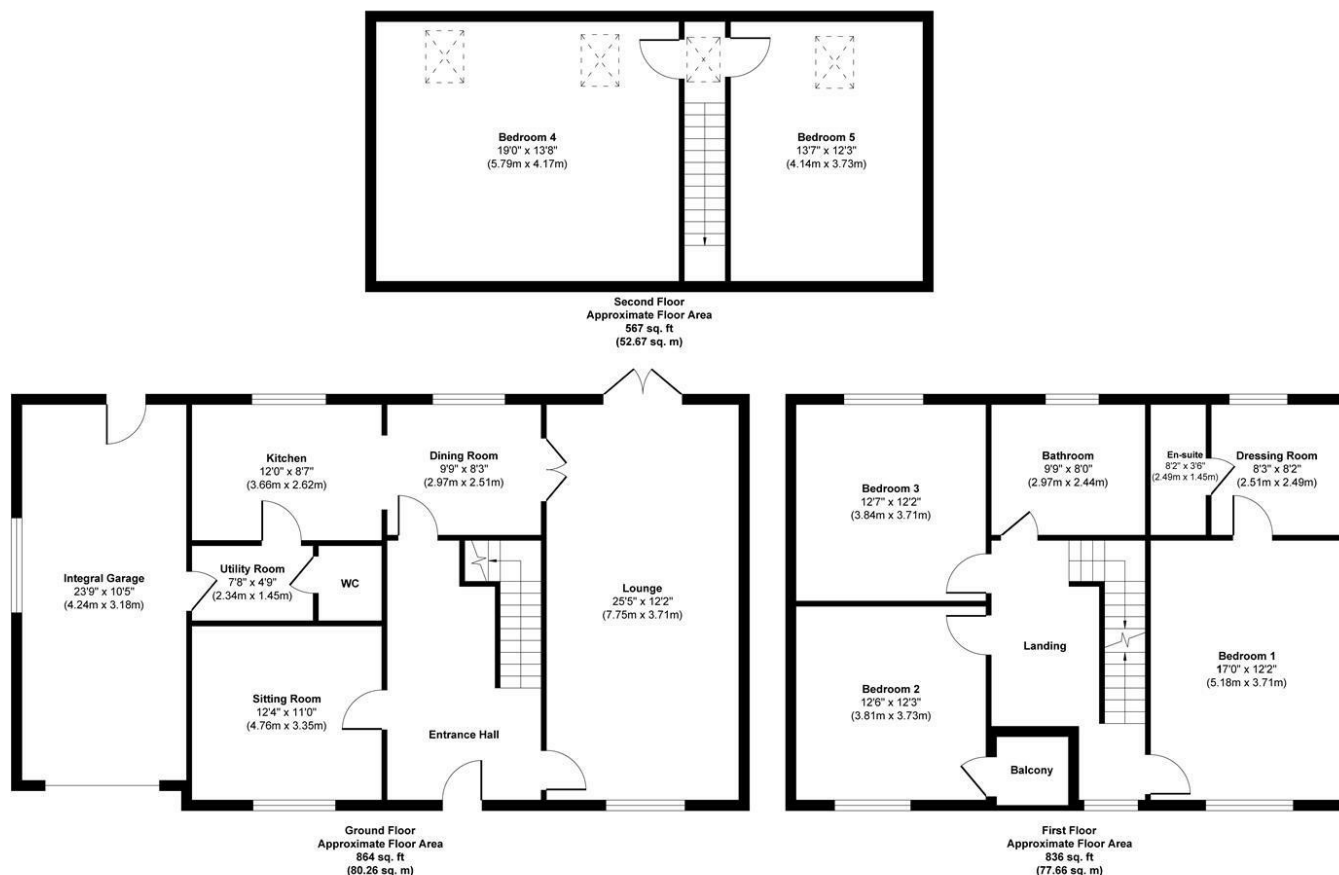 Bedroom 4
19'0" x 13'8"
(5.79m x 4.17m)
Bedroom 5
13'7" x 12'3"
(4.14m x 3.73m)
Second Floor
Approximate Floor Area
567 sq. ft
(52.67 sq. m)
Integral Garage
23'9" x 10'5"
(4.24m x 3.18m)
Kitchen
12'0" x 8'7"
(3.66m x 2.62m)
Dining Room
9'9" x 8'3"
(2.97m x 2.51m)
Utility Room
7'8" x 4'9"
(2.34m x 1.45m)
WC
Lounge
25'5" x 12'2"
(7.75m x 3.71m)
Sitting Room
12'4" x 11'0"
(4.76m x 3.35m)
Entrance Hall
Ground Floor
Approximate Floor Area
864 sq. ft
(80.26 sq. m)
Bedroom 3
12'7" x 12'2"
(3.84m x 3.71m)
Bathroom
9'9" x 8'0"
(2.97m x 2.44m)
En-suite
8'2" x 3'6"
(2.49m x 1.45m)
Dressing Room
8'3" x 8'2"
(2.51m x 2.49m)
Landing
Bedroom 1
17'0" x 12'2"
(5.18m x 3.71m)
Bedroom 2
12'6" x 12'3"
(3.81m x 3.73m)
Balcony
First Floor
Approximate Floor Area
836 sq. ft
(77.66 sq. m)